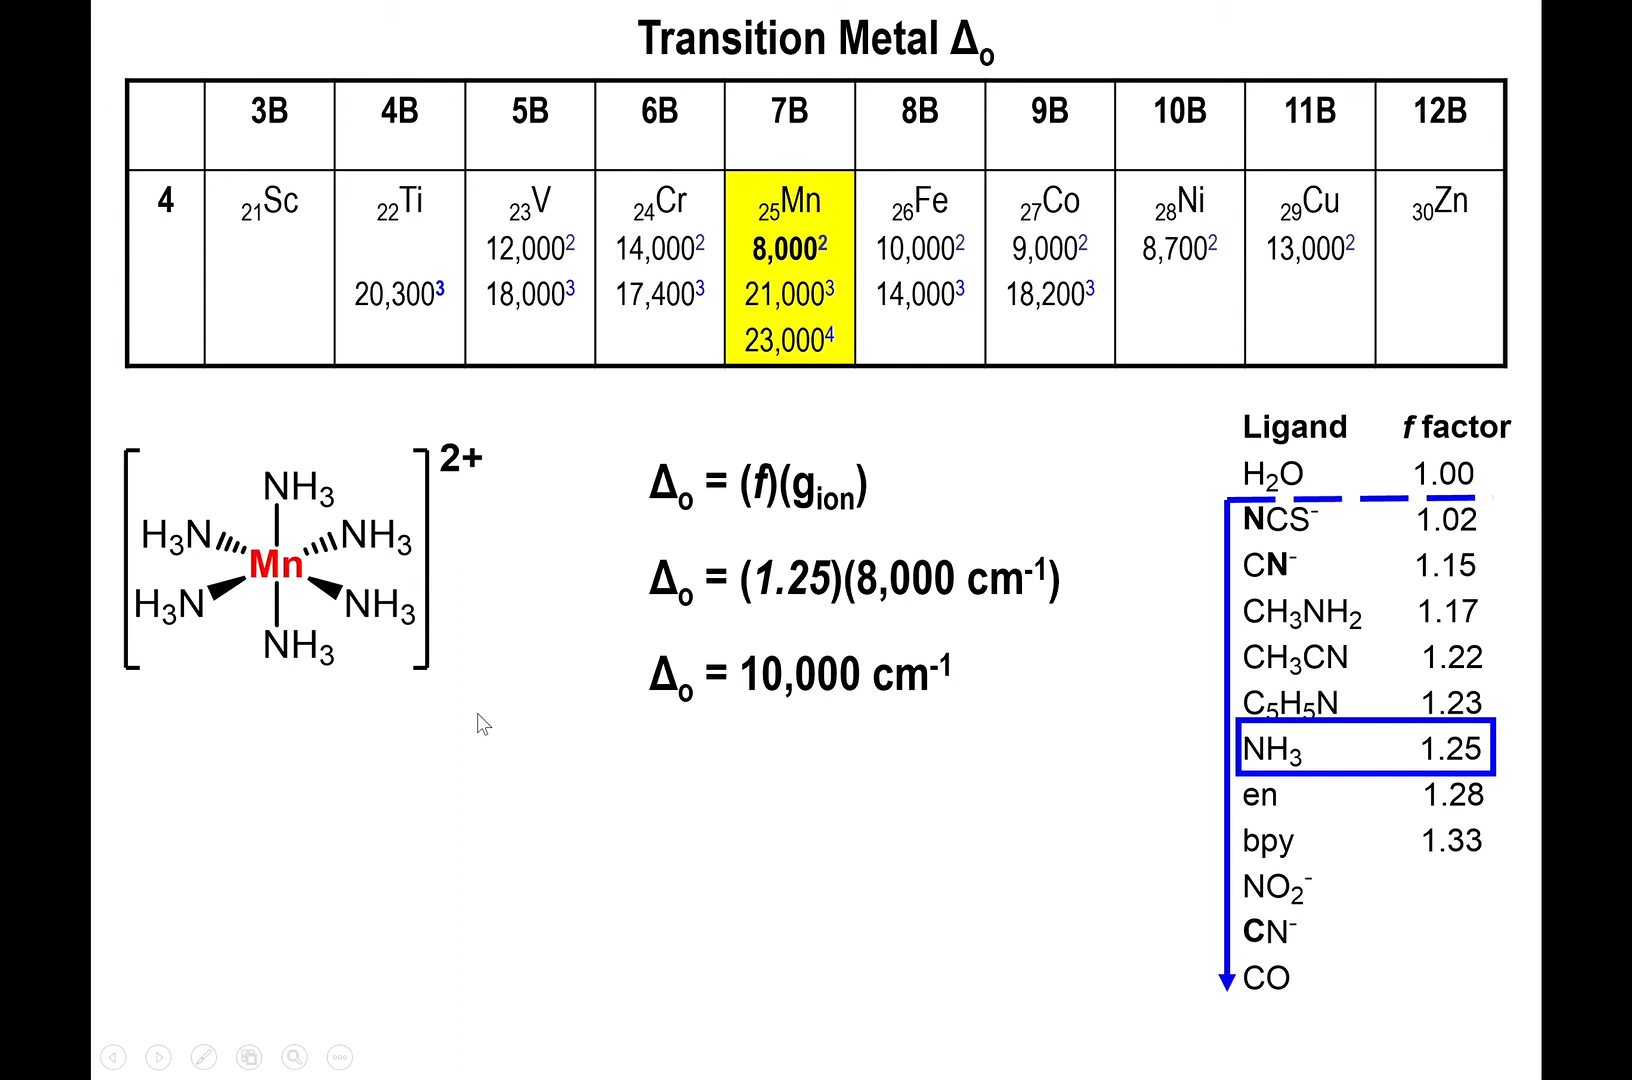 Transition Metal Δₒ
3B 4B 5B 6B 7B 8B 9B 10B 11B 12B
4 ₂₁Sc ₂₂Ti ₂₃V ₂₄Cr ₂₅Mn ₂₆Fe ₂₇Co ₂₈Ni ₂₉Cu ₃₀Zn
12,000² 14,000² 8,000² 10,000² 9,000² 8,700² 13,000²
20,300³ 18,000³ 17,400³ 21,000³ 14,000³ 18,200³
23,000⁴
2+
NH₃
H₃N NH₃
Mn
H₃N NH₃
NH₃
Δₒ = (f)(gᵢₒₙ)
Δₒ = (1.25)(8,000 cm⁻¹)
Δₒ = 10,000 cm⁻¹
Ligand f factor
H₂O 1.00
NCS⁻ 1.02
CN⁻ 1.15
CH₃NH₂ 1.17
CH₃CN 1.22
C₅H₅N 1.23
NH₃ 1.25
en 1.28
bpy 1.33
NO₂⁻
CN⁻
CO